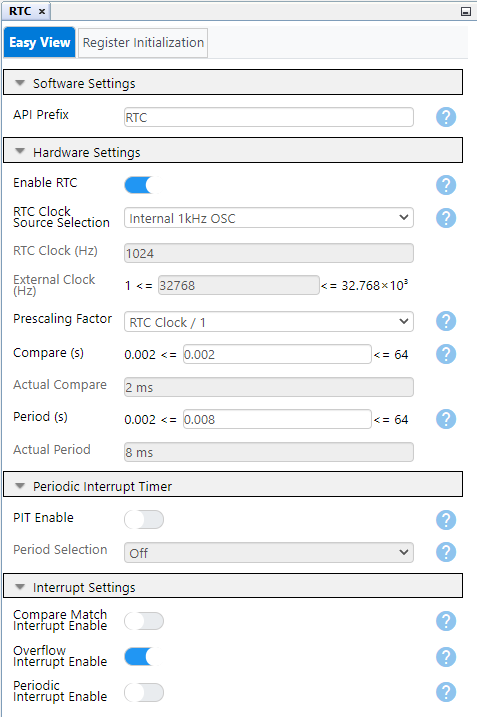 RTC ×
Easy View Register Initialization
Software Settings
API Prefix RTC ?
Hardware Settings
Enable RTC ?
RTC Clock
Source Selection Internal 1kHz OSC ?
RTC Clock (Hz) 1024
External Clock
(Hz) 1 <= 32768 <= 32.768×10³
Prescaling Factor RTC Clock / 1 ?
Compare (s) 0.002 <= 0.002 <= 64 ?
Actual Compare 2 ms
Period (s) 0.002 <= 0.008 <= 64 ?
Actual Period 8 ms
Periodic Interrupt Timer
PIT Enable ?
Period Selection Off ?
Interrupt Settings
Compare Match
Interrupt Enable ?
Overflow
Interrupt Enable ?
Periodic
Interrupt Enable ?